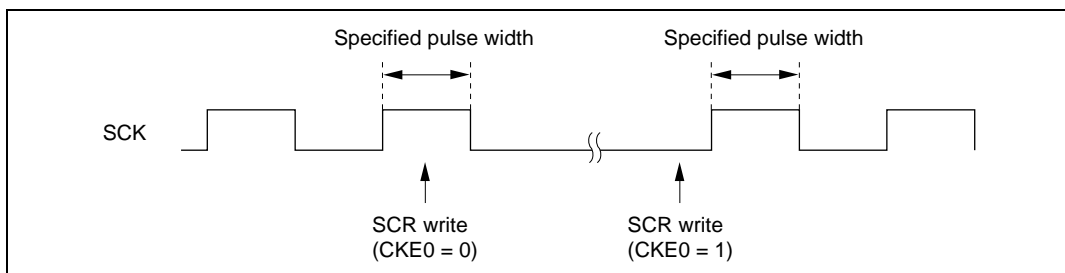 Specified pulse width
Specified pulse width
SCK
SCR write
(CKE0 = 0)
SCR write
(CKE0 = 1)